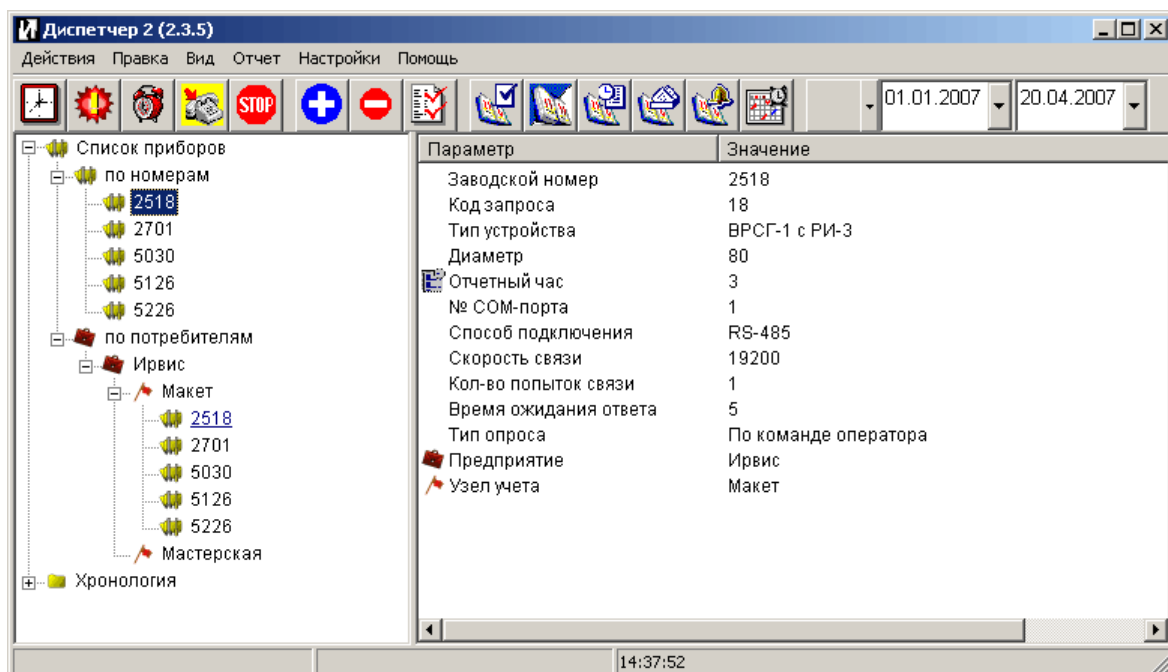 Диспетчер 2 (2.3.5)
Действия Правка Вид Отчет Настройки Помощь
STOP 01.01.2007 20.04.2007
Список приборов
по номерам
2518
2701
5030
5126
5226
по потребителям
Ирвис
Макет
2518
2701
5030
5126
5226
Мастерская
Хронология
Параметр Значение
Заводской номер 2518
Код запроса 18
Тип устройства ВРСГ-1 с РИ-3
Диаметр 80
Отчетный час 3
№ COM-порта 1
Способ подключения RS-485
Скорость связи 19200
Кол-во попыток связи 1
Время ожидания ответа 5
Тип опроса По команде оператора
Предприятие Ирвис
Узел учета Макет
14:37:52